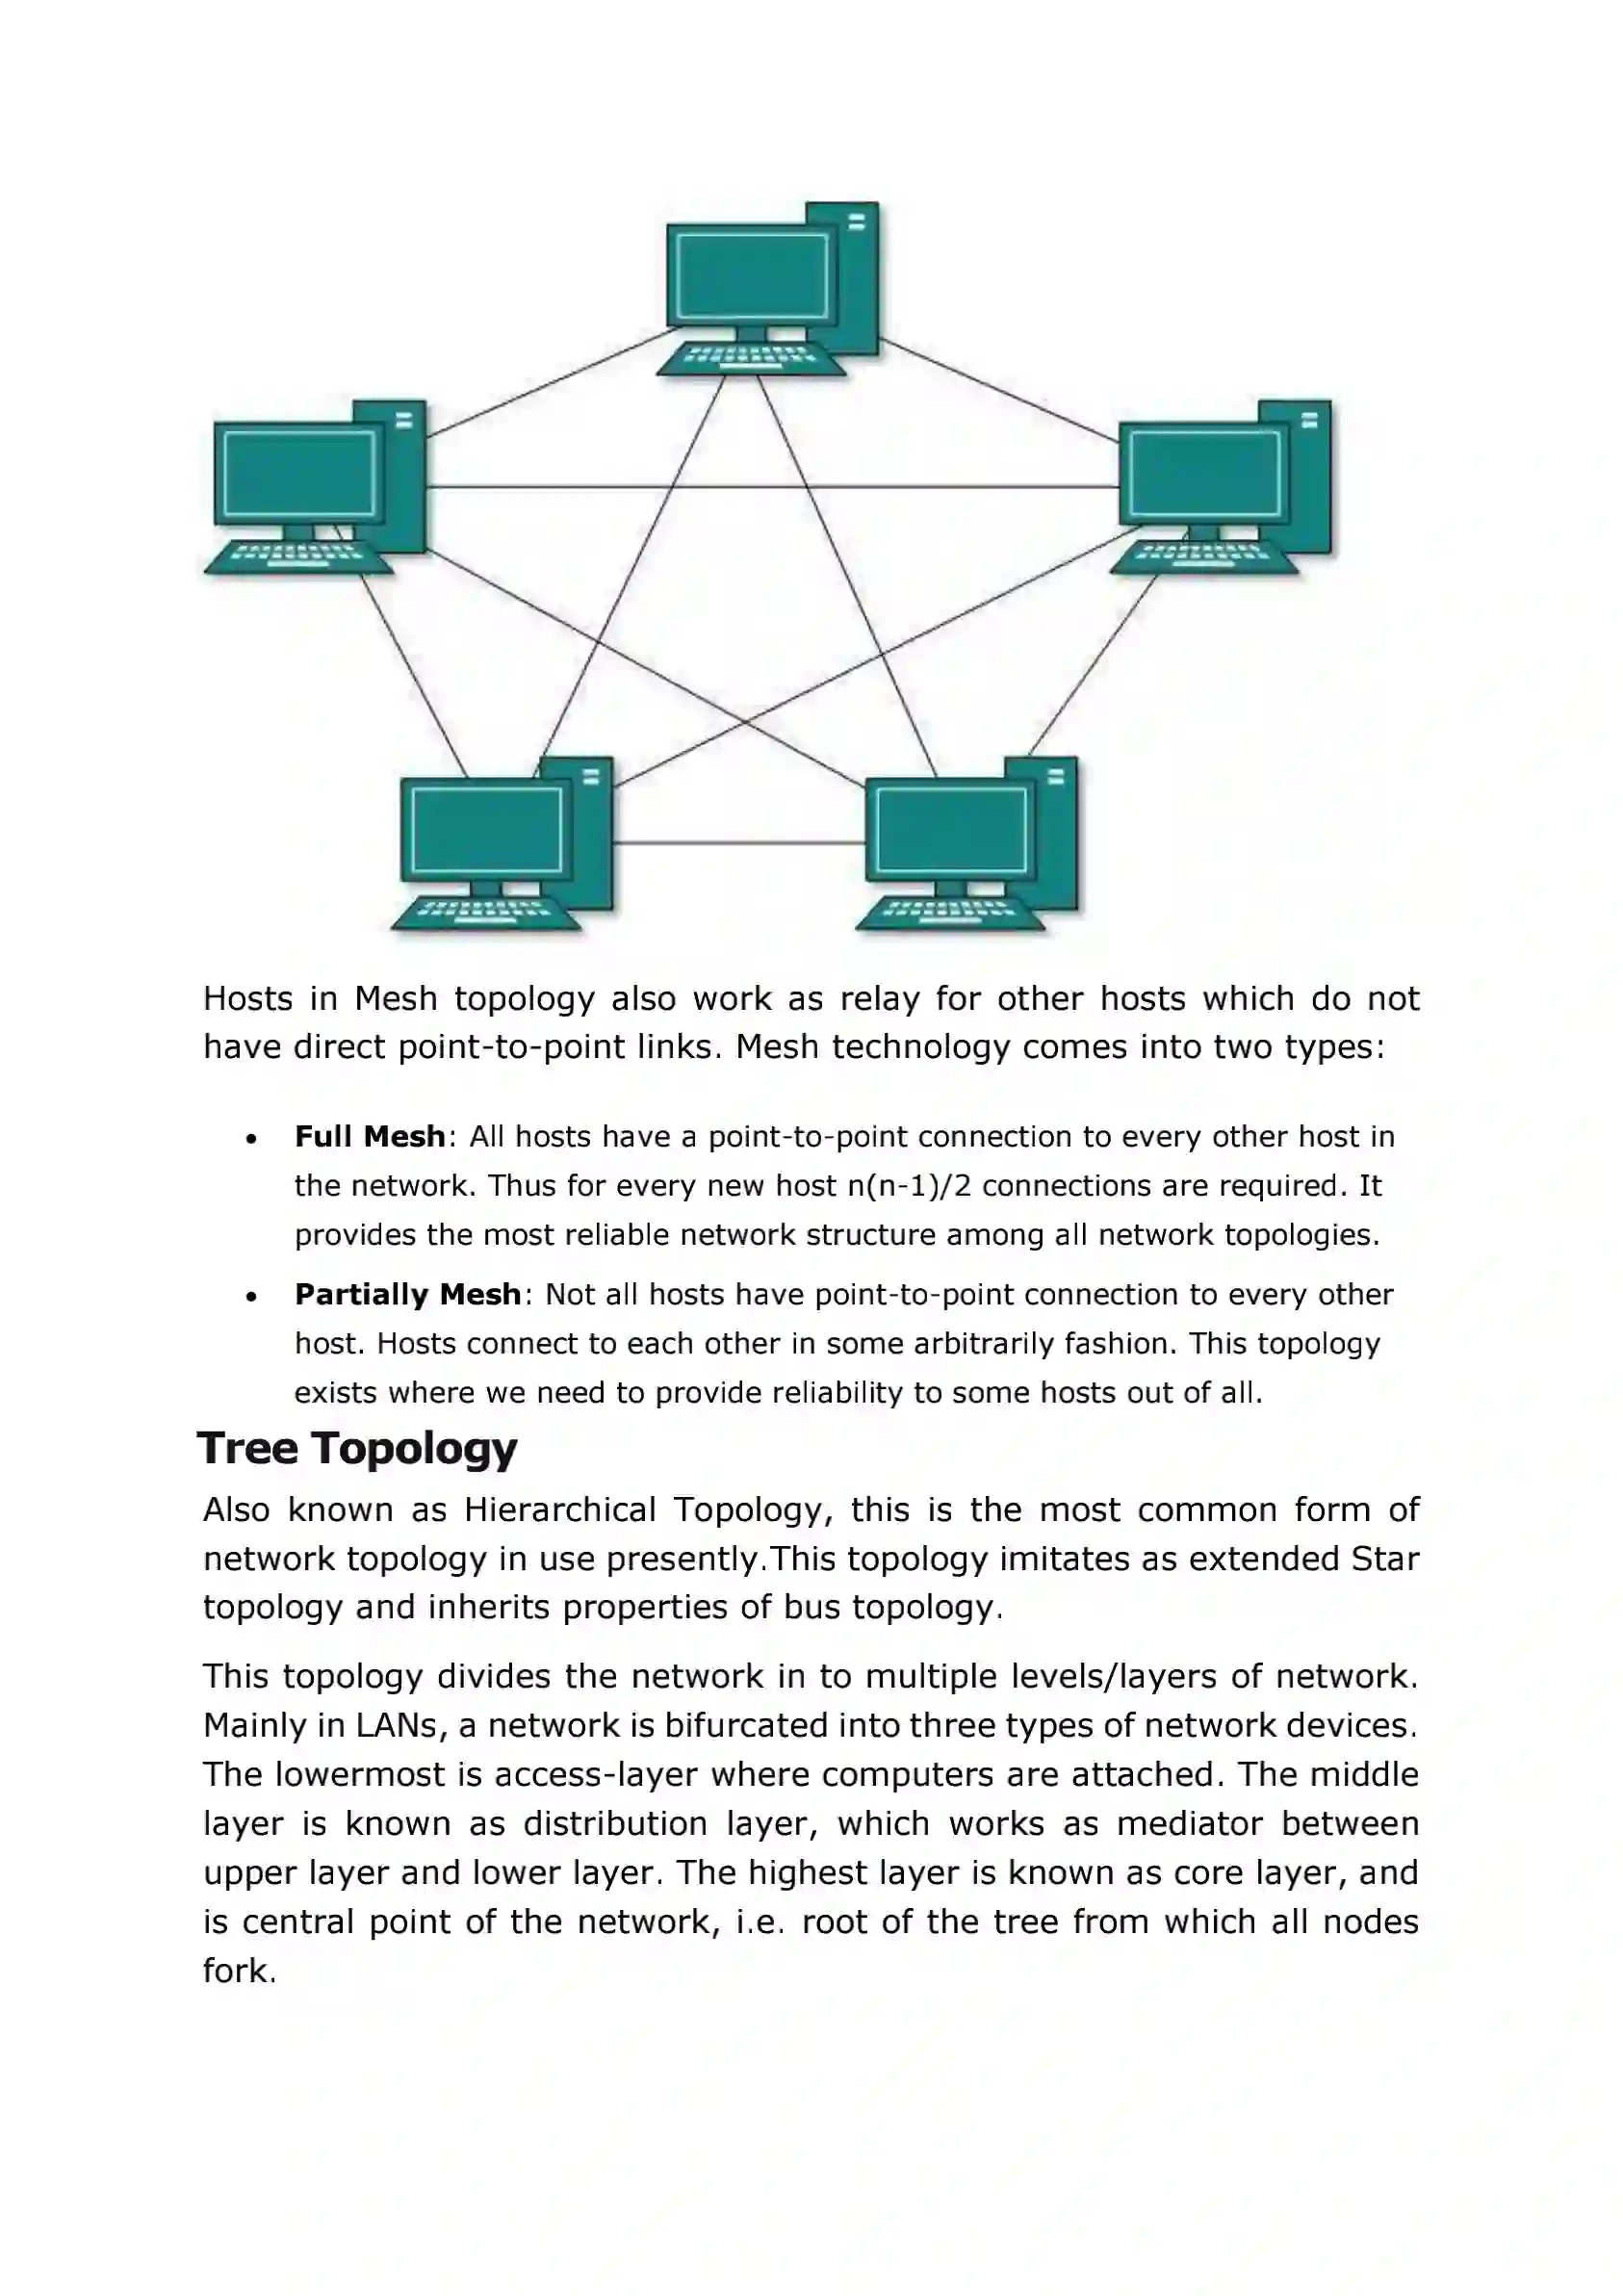 Hosts in Mesh topology also work as relay for other hosts which do not
have direct point-to-point links. Mesh technology comes into two types:
• Full Mesh: All hosts have a point-to-point connection to every other host in
the network. Thus for every new host n(n-1)/2 connections are required. It
provides the most reliable network structure among all network topologies.
• Partially Mesh: Not all hosts have point-to-point connection to every other
host. Hosts connect to each other in some arbitrarily fashion. This topology
exists where we need to provide reliability to some hosts out of all.
Tree Topology
Also known as Hierarchical Topology, this is the most common form of
network topology in use presently.This topology imitates as extended Star
topology and inherits properties of bus topology.
This topology divides the network in to multiple levels/layers of network.
Mainly in LANs, a network is bifurcated into three types of network devices.
The lowermost is access-layer where computers are attached. The middle
layer is known as distribution layer, which works as mediator between
upper layer and lower layer. The highest layer is known as core layer, and
is central point of the network, i.e. root of the tree from which all nodes
fork.